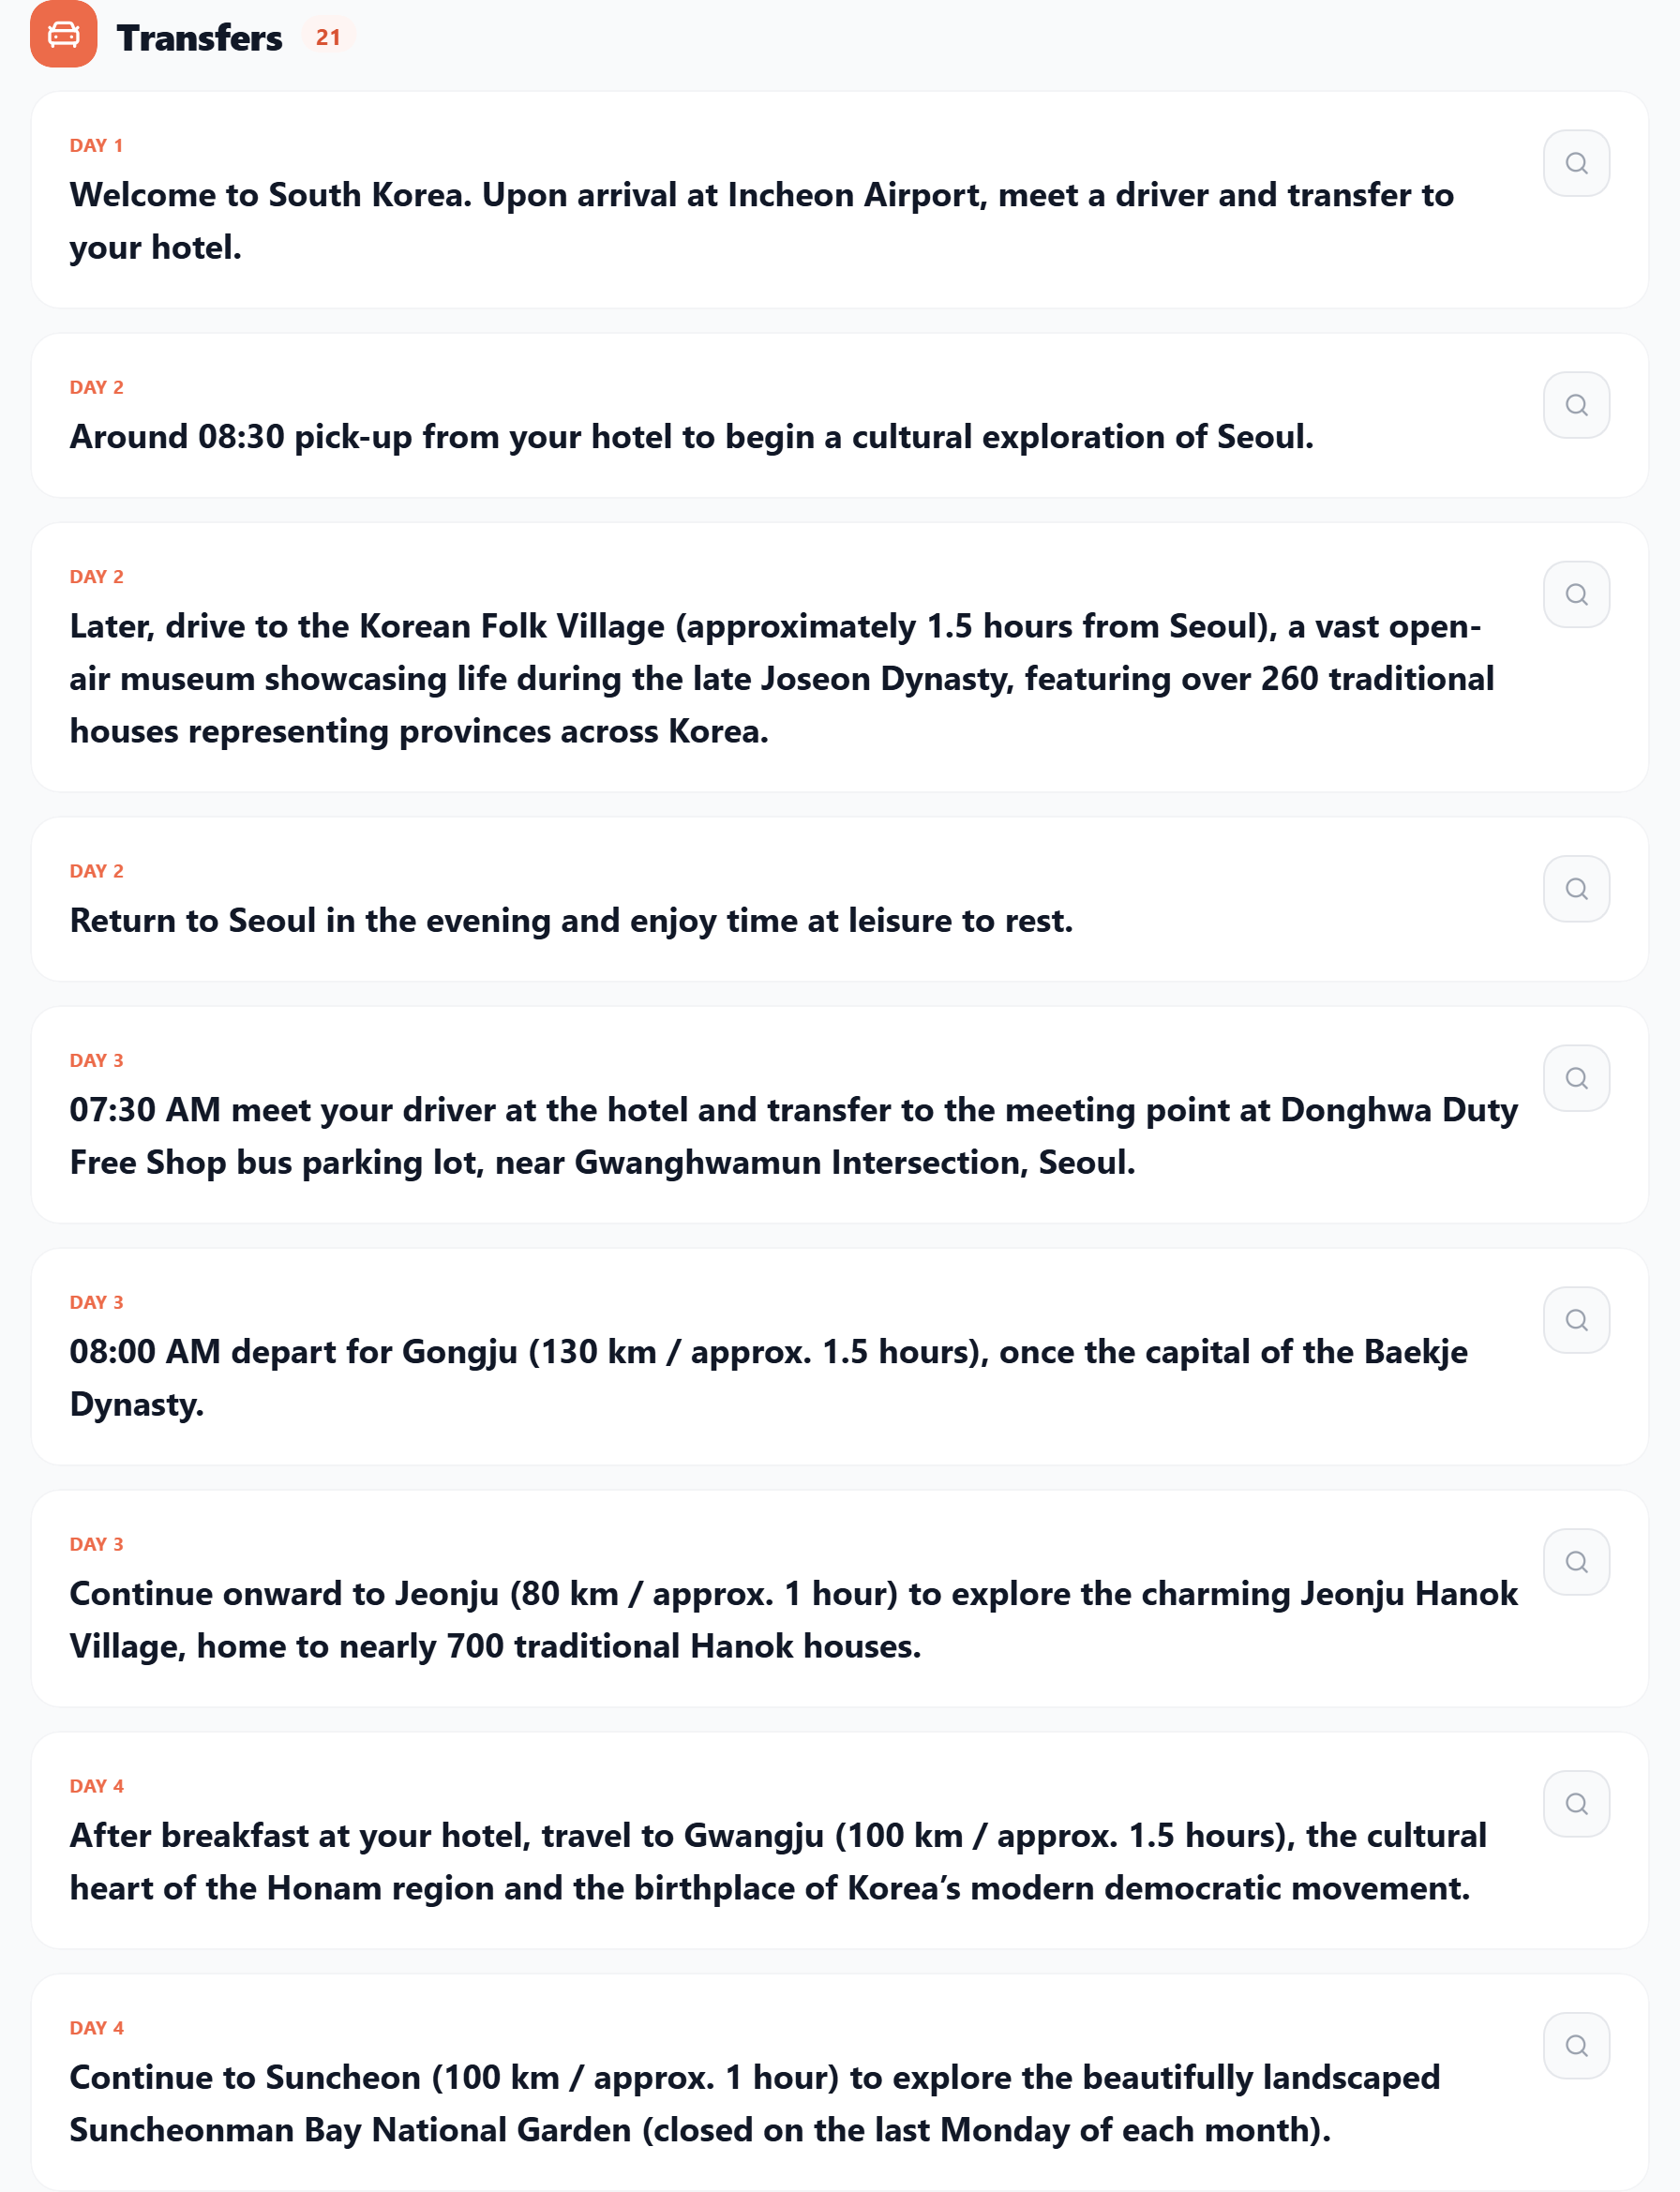 Transfers 21
DAY 1
Welcome to South Korea. Upon arrival at Incheon Airport, meet a driver and transfer to
your hotel.
DAY 2
Around 08:30 pick-up from your hotel to begin a cultural exploration of Seoul.
DAY 2
Later, drive to the Korean Folk Village (approximately 1.5 hours from Seoul), a vast open-
air museum showcasing life during the late Joseon Dynasty, featuring over 260 traditional
houses representing provinces across Korea.
DAY 2
Return to Seoul in the evening and enjoy time at leisure to rest.
DAY 3
07:30 AM meet your driver at the hotel and transfer to the meeting point at Donghwa Duty
Free Shop bus parking lot, near Gwanghwamun Intersection, Seoul.
DAY 3
08:00 AM depart for Gongju (130 km / approx. 1.5 hours), once the capital of the Baekje
Dynasty.
DAY 3
Continue onward to Jeonju (80 km / approx. 1 hour) to explore the charming Jeonju Hanok
Village, home to nearly 700 traditional Hanok houses.
DAY 4
After breakfast at your hotel, travel to Gwangju (100 km / approx. 1.5 hours), the cultural
heart of the Honam region and the birthplace of Korea’s modern democratic movement.
DAY 4
Continue to Suncheon (100 km / approx. 1 hour) to explore the beautifully landscaped
Suncheonman Bay National Garden (closed on the last Monday of each month).